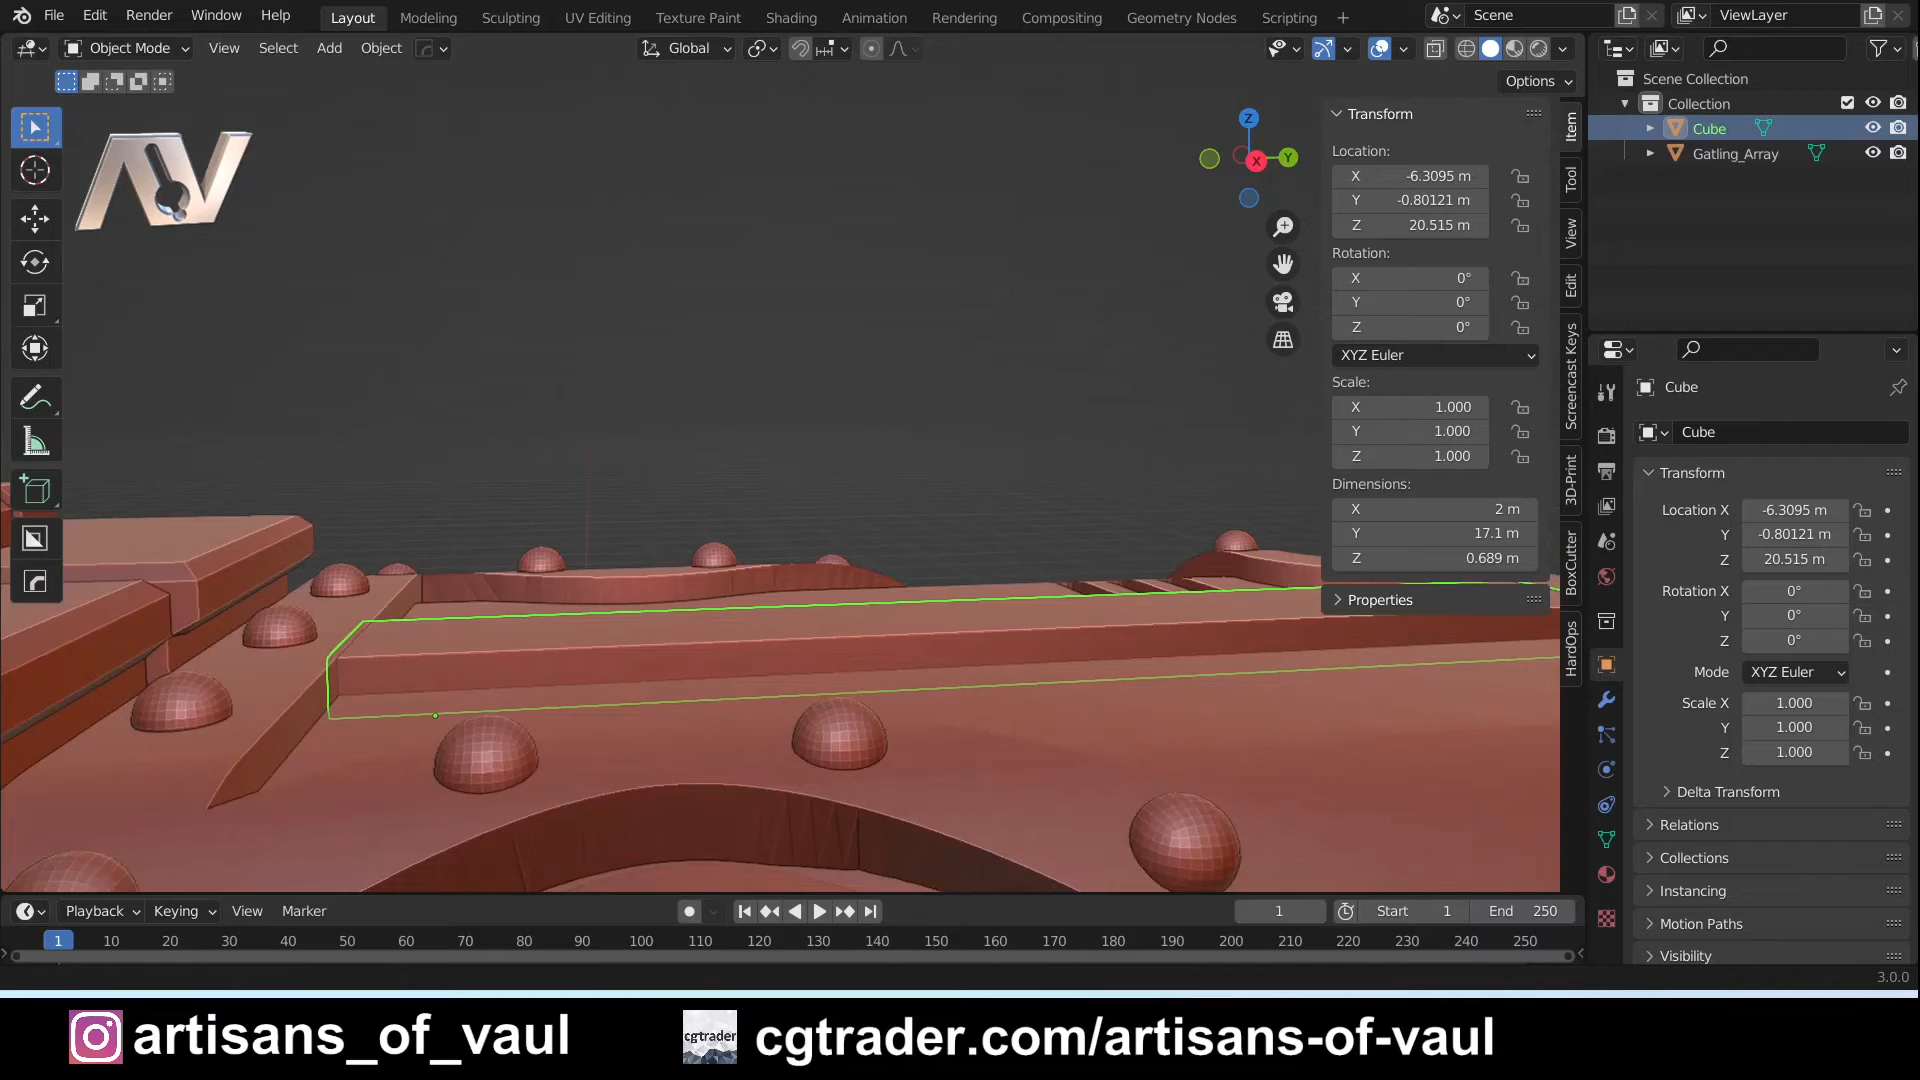 File Edit Render Window Help Layout Modeling Sculpting UV Editing Texture Paint Shading Animation Rendering Compositing Geometry Nodes Scripting + Scene ViewLayer
Object Mode View Select Add Object Global
Options
AV
Transform
Location:
X -6.3095 m
Y -0.80121 m
Z 20.515 m
Rotation:
X 0°
Y 0°
Z 0°
XYZ Euler
Scale:
X 1.000
Y 1.000
Z 1.000
Dimensions:
X 2 m
Y 17.1 m
Z 0.689 m
Properties
Z
Y
X
Item
Tool
View
Edit
Screencast Keys
3D-Print
BoxCutter
HardOps
Scene Collection
Collection
Cube
Gatling_Array
Cube
Cube
Transform
Location X -6.3095 m
Y -0.80121 m
Z 20.515 m
Rotation X 0°
Y 0°
Z 0°
Mode XYZ Euler
Scale X 1.000
Y 1.000
Z 1.000
Delta Transform
Relations
Collections
Instancing
Motion Paths
Visibility
Playback Keying View Marker 1 Start 1 End 250
1 10 20 30 40 50 60 70 80 90 100 110 120 130 140 150 160 170 180 190 200 210 220 230 240 250
3.0.0
artisans_of_vaul cgtrader cgtrader.com/artisans-of-vaul